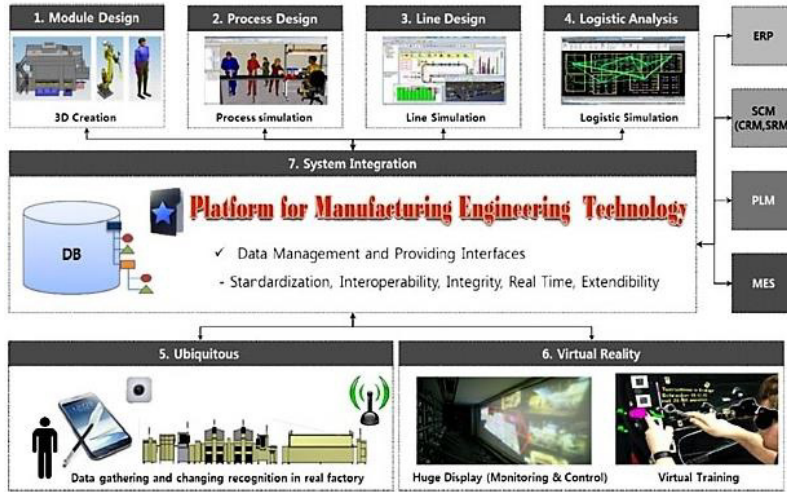 1. Module Design
2. Process Design
3. Line Design
4. Logistic Analysis
3D Creation
Process simulation
Line Simulation
Logistic Simulation
ERP
SCM
(CRM,SRM)
PLM
MES
7. System Integration
DB
Platform for Manufacturing Engineering Technology
✓ Data Management and Providing Interfaces
- Standardization, Interoperability, Integrity, Real Time, Extendibility
5. Ubiquitous
6. Virtual Reality
Data gathering and changing recognition in real factory
Huge Display (Monitoring & Control)
Virtual Training